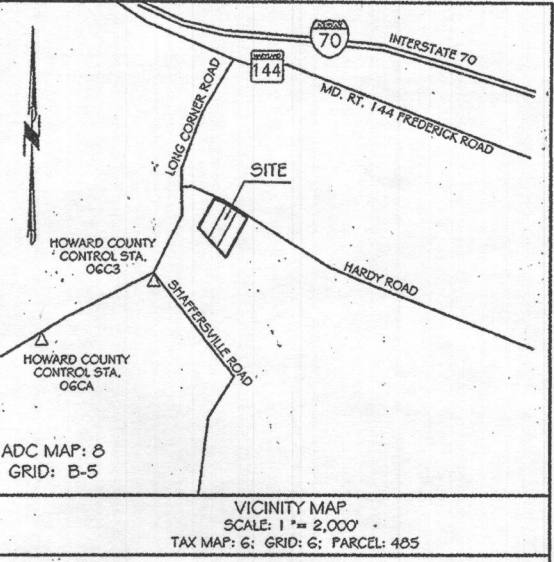 INTERSTATE 70
MARYLAND
70
144
MD. RT. 144 FREDERICK ROAD
LONG CORNER ROAD
SITE
HOWARD COUNTY
CONTROL STA.
06C3
HARDY ROAD
SHAFFERSVILLE ROAD
HOWARD COUNTY
CONTROL STA.
06CA
ADC MAP: 8
GRID: B-5
VICINITY MAP
SCALE: 1 "= 2,000'
TAX MAP: 6; GRID: 6; PARCEL: 485